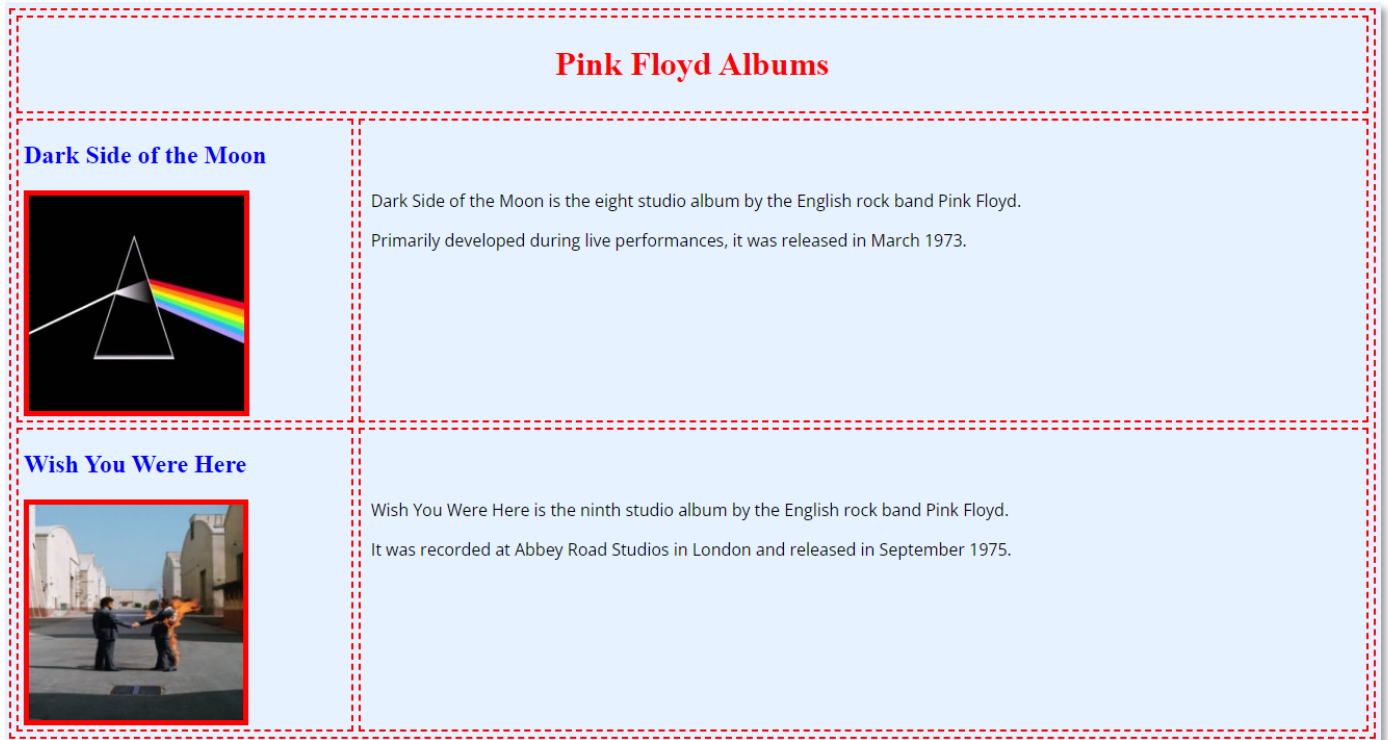 Pink Floyd Albums
Dark Side of the Moon
Dark Side of the Moon is the eight studio album by the English rock band Pink Floyd.
Primarily developed during live performances, it was released in March 1973.
Wish You Were Here
Wish You Were Here is the ninth studio album by the English rock band Pink Floyd.
It was recorded at Abbey Road Studios in London and released in September 1975.